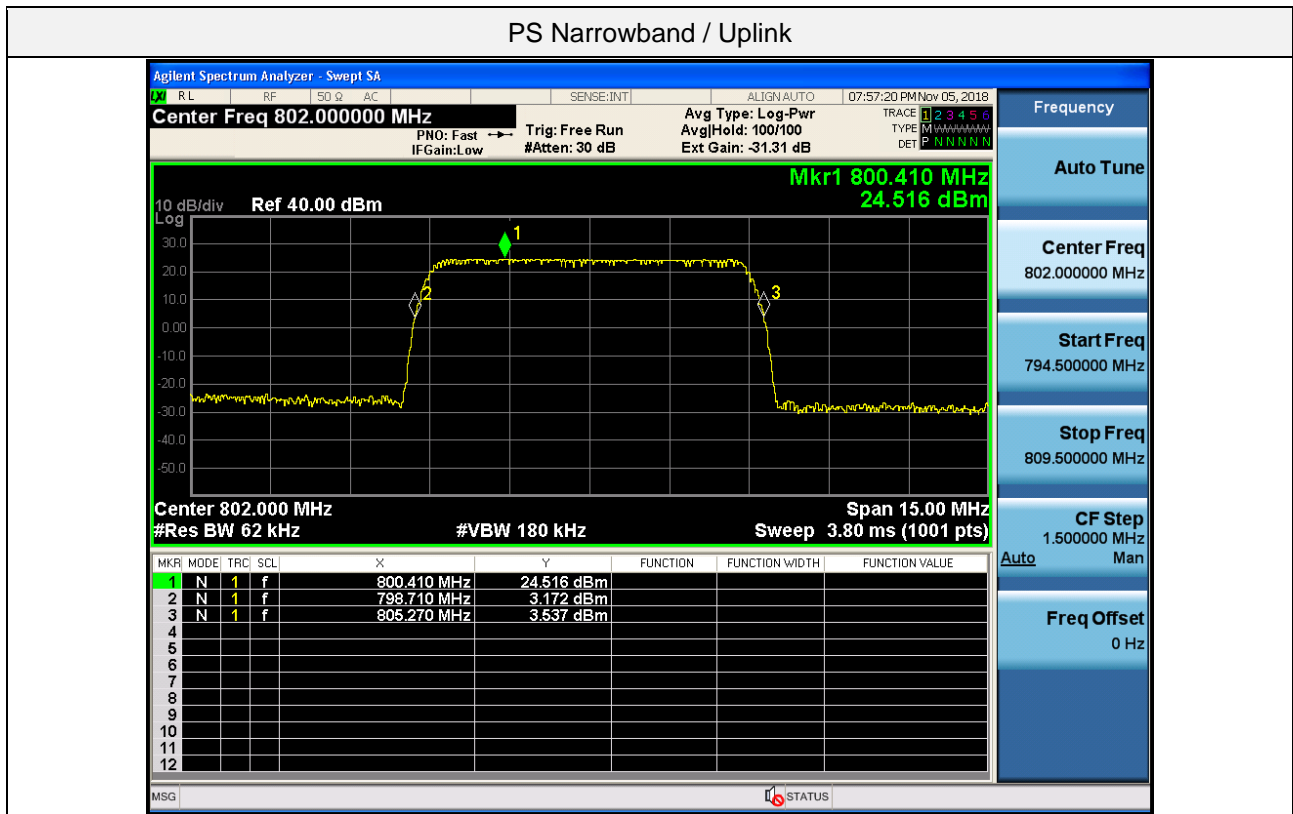 PS Narrowband / Uplink
Agilent Spectrum Analyzer - Swept SA
LXI RL RF 50 Ω AC SENSE:INT ALIGN AUTO 07:57:20 PM Nov 05, 2018
Center Freq 802.000000 MHz
PNO: Fast
IFGain:Low
Trig: Free Run
#Atten: 30 dB
Avg Type: Log-Pwr
Avg|Hold: 100/100
Ext Gain: -31.31 dB
TRACE 1 2 3 4 5 6
TYPE M
DET P N N N N N
Mkr1 800.410 MHz
24.516 dBm
10 dB/div Ref 40.00 dBm
Log
30.0
20.0
10.0
0.00
-10.0
-20.0
-30.0
-40.0
-50.0
1
2
3
Center 802.000 MHz Span 15.00 MHz
#Res BW 62 kHz #VBW 180 kHz Sweep 3.80 ms (1001 pts)
MKR MODE TRC SCL X Y FUNCTION FUNCTION WIDTH FUNCTION VALUE
1 N 1 f 800.410 MHz 24.516 dBm
2 N 1 f 798.710 MHz 3.172 dBm
3 N 1 f 805.270 MHz 3.537 dBm
4
5
6
7
8
9
10
11
12
MSG STATUS
Frequency
Auto Tune
Center Freq
802.000000 MHz
Start Freq
794.500000 MHz
Stop Freq
809.500000 MHz
CF Step
1.500000 MHz
Auto Man
Freq Offset
0 Hz